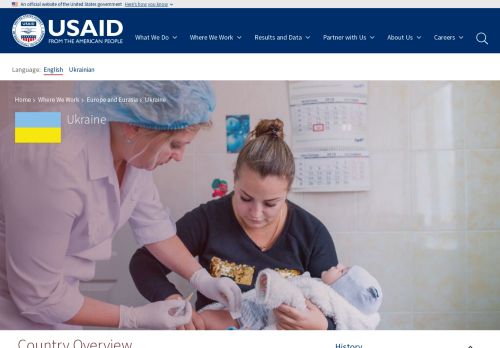 An official website of the United States government Here's how you know
USAID
FROM THE AMERICAN PEOPLE
What We Do
Where We Work
Results and Data
Partner with Us
About Us
Careers
Language: English Ukrainian
Home > Where We Work > Europe and Eurasia > Ukraine
Ukraine
Country Overview
History